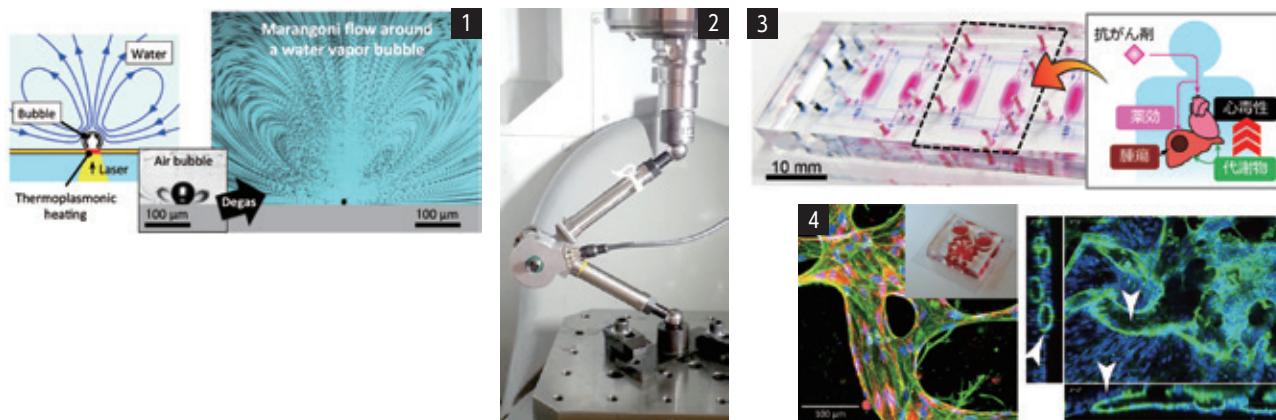 1
Marangoni flow around
a water vapor bubble
Water
Bubble
Laser
Thermoplasmonic
heating
Air bubble
100 μm
Degas
100 μm
2
3
10 mm
抗がん剤
薬効
心毒性
腫瘍
代謝物
4
100 μm